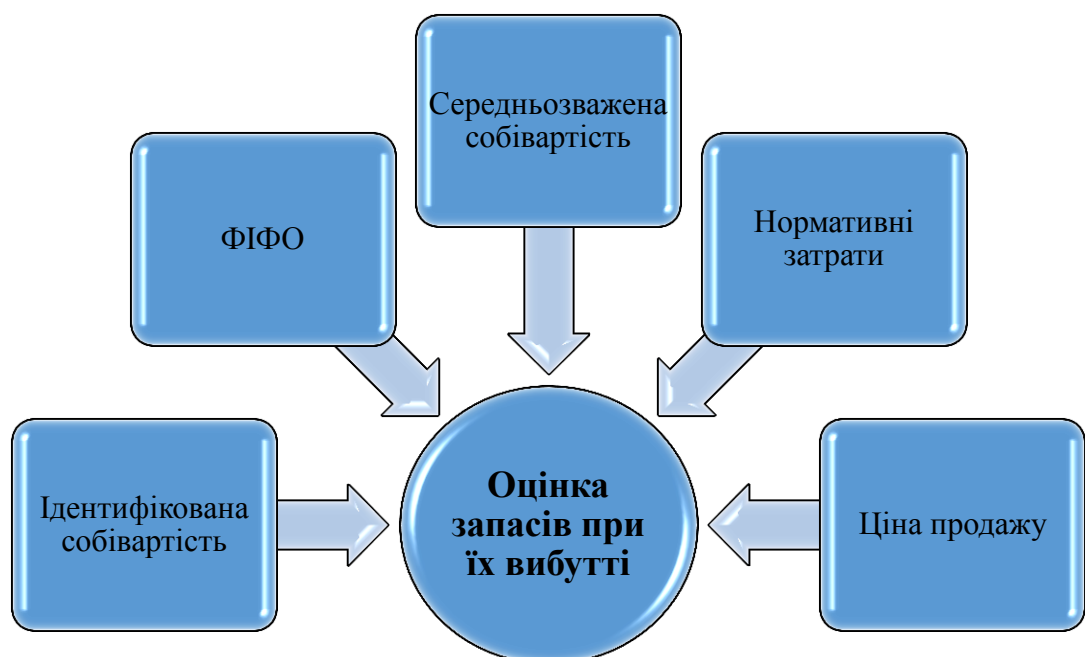 Середньозважена
собівартість
ФІФО
Нормативні
затрати
Ідентифікована
собівартість
Оцінка
запасів при
їх вибутті
Ціна продажу